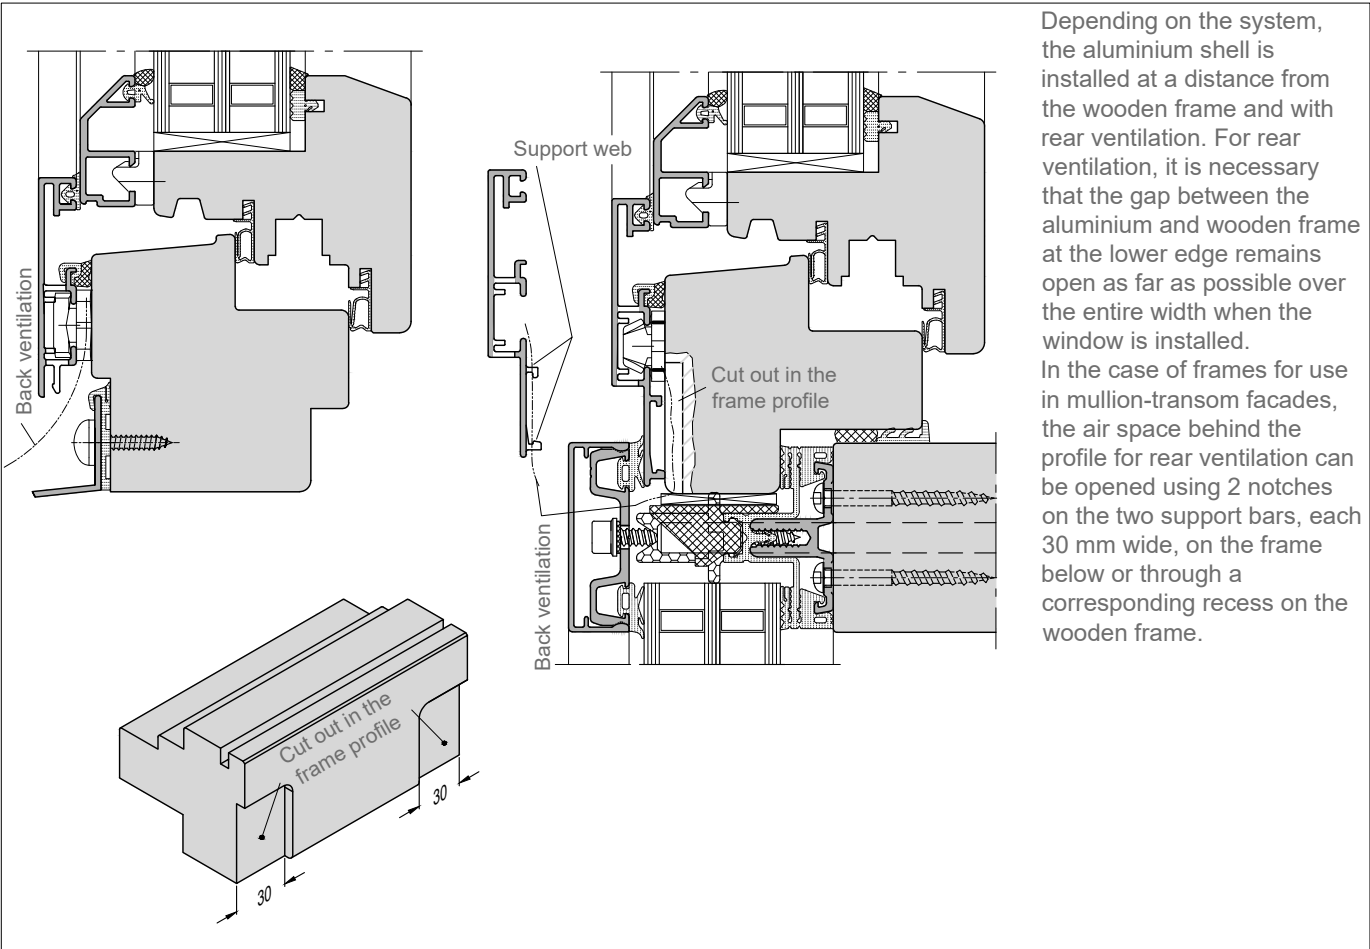 Depending on the system,
the aluminium shell is
installed at a distance from
the wooden frame and with
rear ventilation. For rear
ventilation, it is necessary
that the gap between the
aluminium and wooden frame
at the lower edge remains
open as far as possible over
the entire width when the
window is installed.
In the case of frames for use
in mullion-transom facades,
the air space behind the
profile for rear ventilation can
be opened using 2 notches
on the two support bars, each
30 mm wide, on the frame
below or through a
corresponding recess on the
wooden frame.
Back ventilation
Support web
Cut out in the
frame profile
Back ventilation
Cut out in the
frame profile
30
30